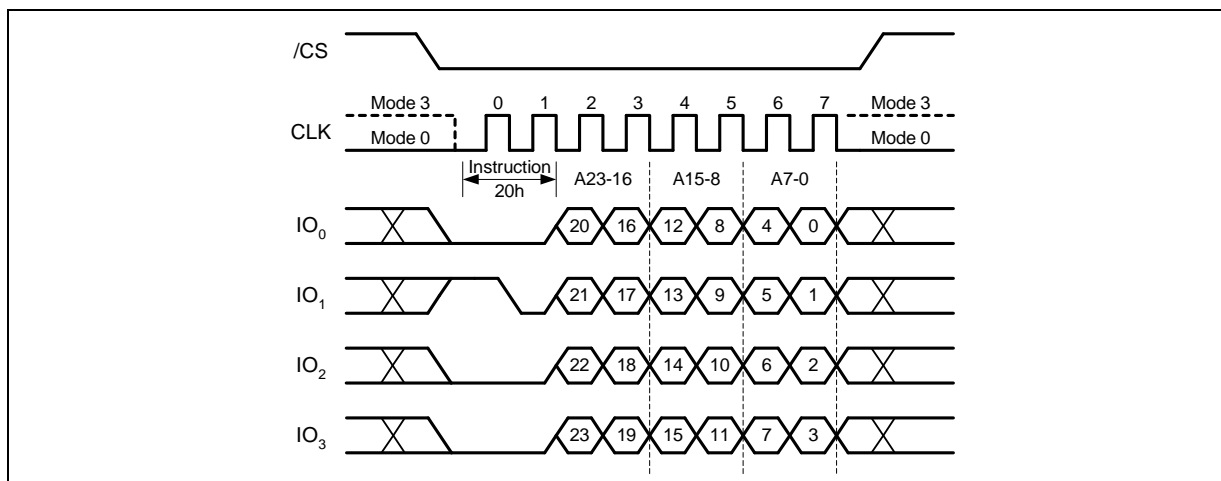 /CS
Mode 3 0 1 2 3 4 5 6 7 Mode 3
CLK
Mode 0 Mode 0
Instruction
20h
A23-16 A15-8 A7-0
IO0 20 16 12 8 4 0
IO1 21 17 13 9 5 1
IO2 22 18 14 10 6 2
IO3 23 19 15 11 7 3